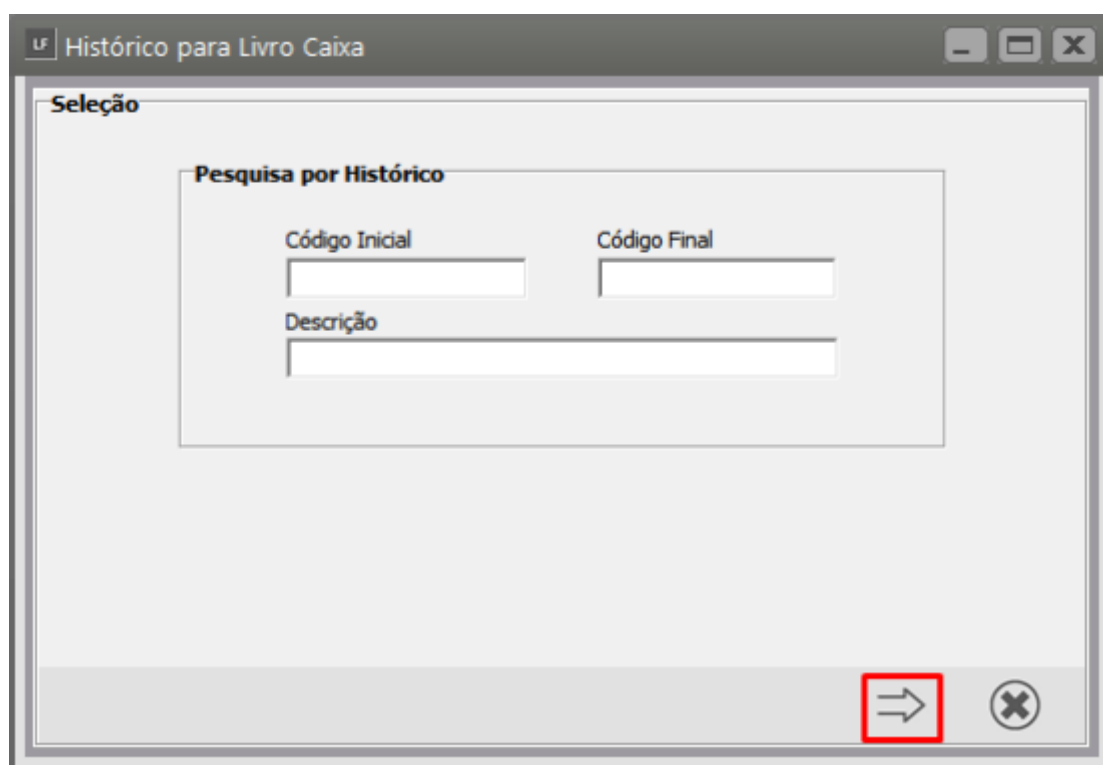 LF Histórico para Livro Caixa
Seleção
Pesquisa por Histórico
Código Inicial Código Final
Descrição